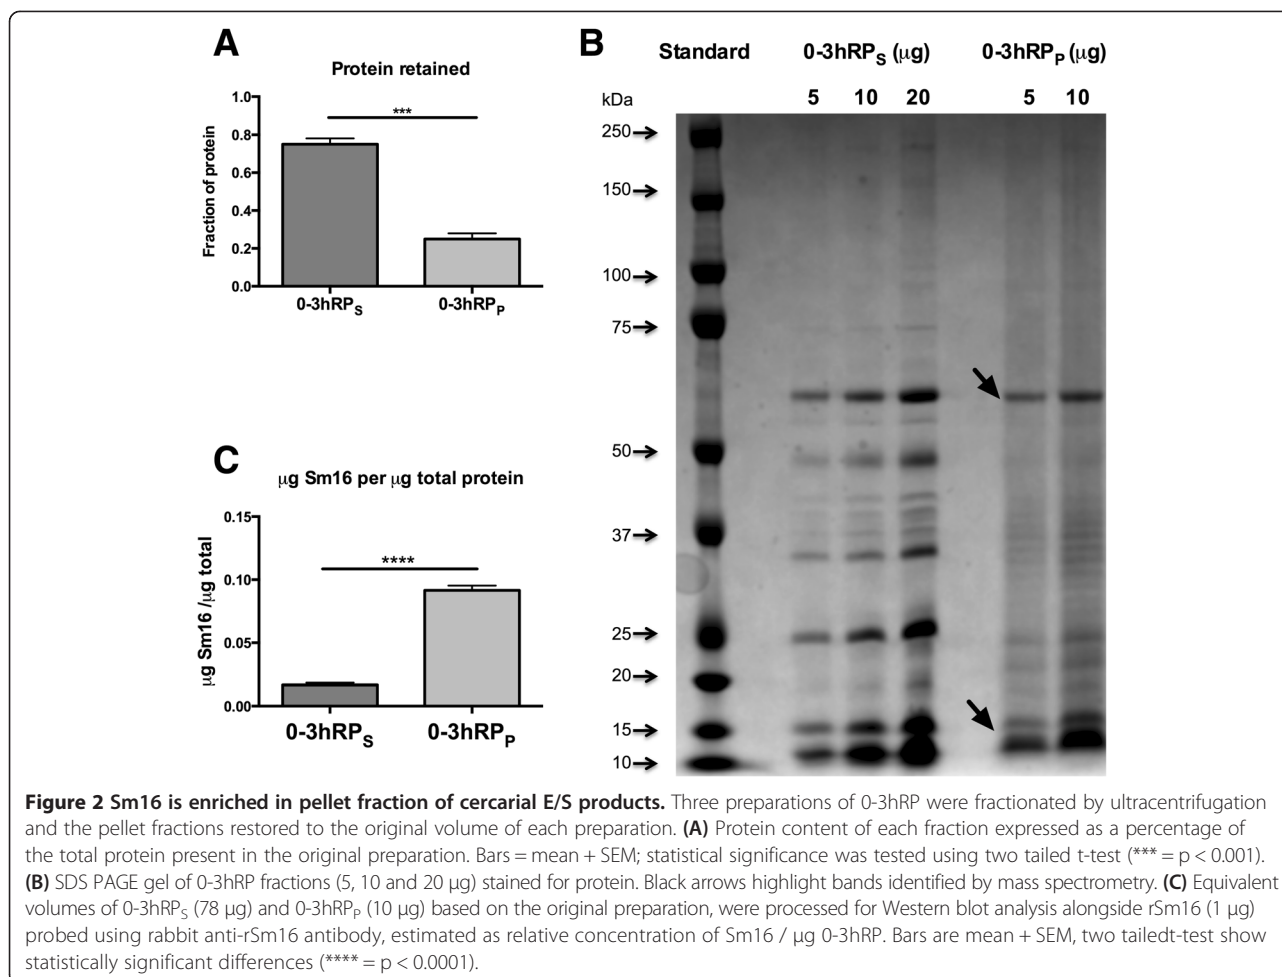 A
Protein retained
***
1.0
0.8
0.6
0.4
0.2
0.0
Fraction of protein
0-3hRPS
0-3hRPP
B
Standard
0-3hRPS (μg)
0-3hRPP (μg)
kDa
5
10
20
5
10
250
150
100
75
50
37
25
20
15
10
C
μg Sm16 per μg total protein
****
0.15
0.10
0.05
0.00
μg Sm16 /μg total
0-3hRPS
0-3hRPP
Figure 2 Sm16 is enriched in pellet fraction of cercarial E/S products. Three preparations of 0-3hRP were fractionated by ultracentrifugation
and the pellet fractions restored to the original volume of each preparation. (A) Protein content of each fraction expressed as a percentage of
the total protein present in the original preparation. Bars = mean + SEM; statistical significance was tested using two tailed t-test (*** = p < 0.001).
(B) SDS PAGE gel of 0-3hRP fractions (5, 10 and 20 μg) stained for protein. Black arrows highlight bands identified by mass spectrometry. (C) Equivalent
volumes of 0-3hRPS (78 μg) and 0-3hRPP (10 μg) based on the original preparation, were processed for Western blot analysis alongside rSm16 (1 μg)
probed using rabbit anti-rSm16 antibody, estimated as relative concentration of Sm16 / μg 0-3hRP. Bars are mean + SEM, two tailedt-test show
statistically significant differences (**** = p < 0.0001).